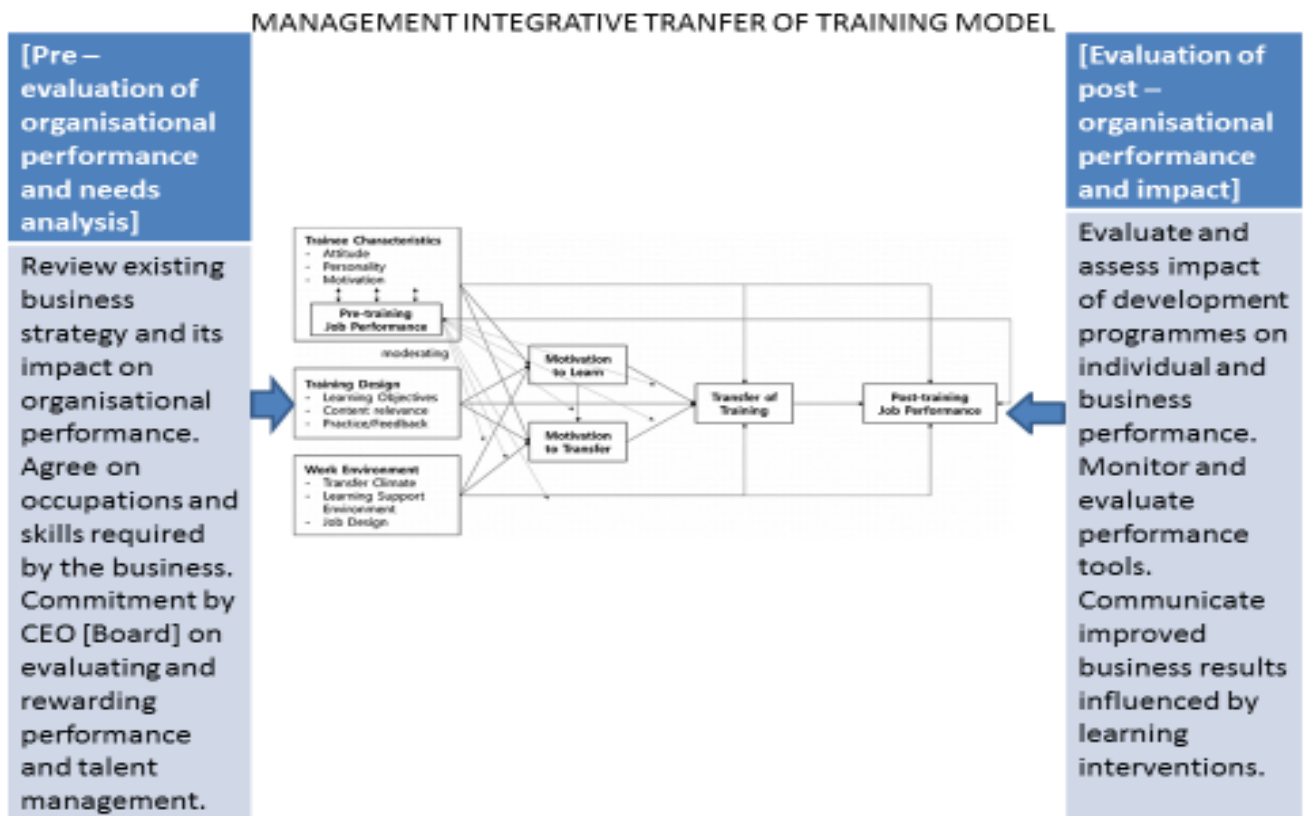 MANAGEMENT INTEGRATIVE TRANFER OF TRAINING MODEL
[Pre –
evaluation of
organisational
performance
and needs
analysis]
Review existing
business
strategy and its
impact on
organisational
performance.
Agree on
occupations and
skills required
by the business.
Commitment by
CEO [Board] on
evaluating and
rewarding
performance
and talent
management.
Trainee Characteristics
- Attitude
- Personality
- Motivation
Pre-training
Job Performance
moderating
Training Design
- Learning Objectives
- Content relevance
- Practice/Feedback
Work Environment
- Transfer Climate
- Learning Support
Environment
- Job Design
Motivation
to Learn
Motivation
to Transfer
Transfer of
Training
Post-training
Job Performance
[Evaluation of
post –
organisational
performance
and impact]
Evaluate and
assess impact
of development
programmes on
individual and
business
performance.
Monitor and
evaluate
performance
tools.
Communicate
improved
business results
influenced by
learning
interventions.